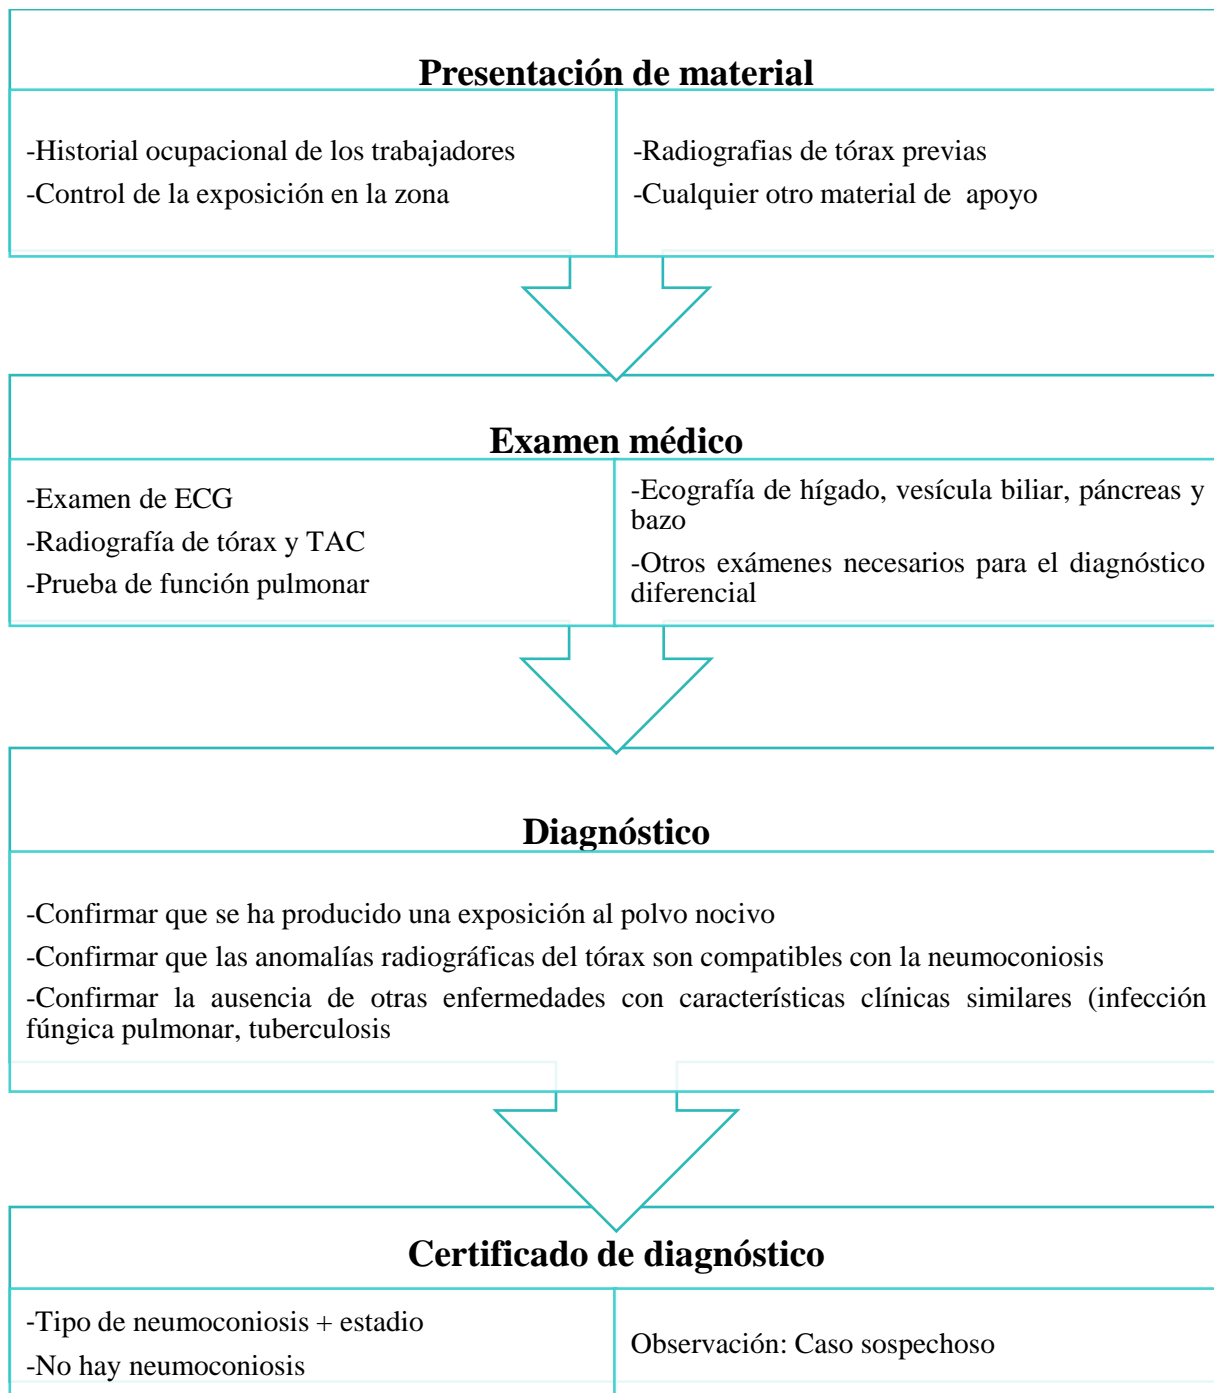 Presentación de material
-Historial ocupacional de los trabajadores
-Control de la exposición en la zona
-Radiografias de tórax previas
-Cualquier otro material de apoyo
Examen médico
-Examen de ECG
-Radiografía de tórax y TAC
-Prueba de función pulmonar
-Ecografía de hígado, vesícula biliar, páncreas y
bazo
-Otros exámenes necesarios para el diagnóstico
diferencial
Diagnóstico
-Confirmar que se ha producido una exposición al polvo nocivo
-Confirmar que las anomalías radiográficas del tórax son compatibles con la neumoconiosis
-Confirmar la ausencia de otras enfermedades con características clínicas similares (infección
fúngica pulmonar, tuberculosis
Certificado de diagnóstico
-Tipo de neumoconiosis + estadio
-No hay neumoconiosis
Observación: Caso sospechoso